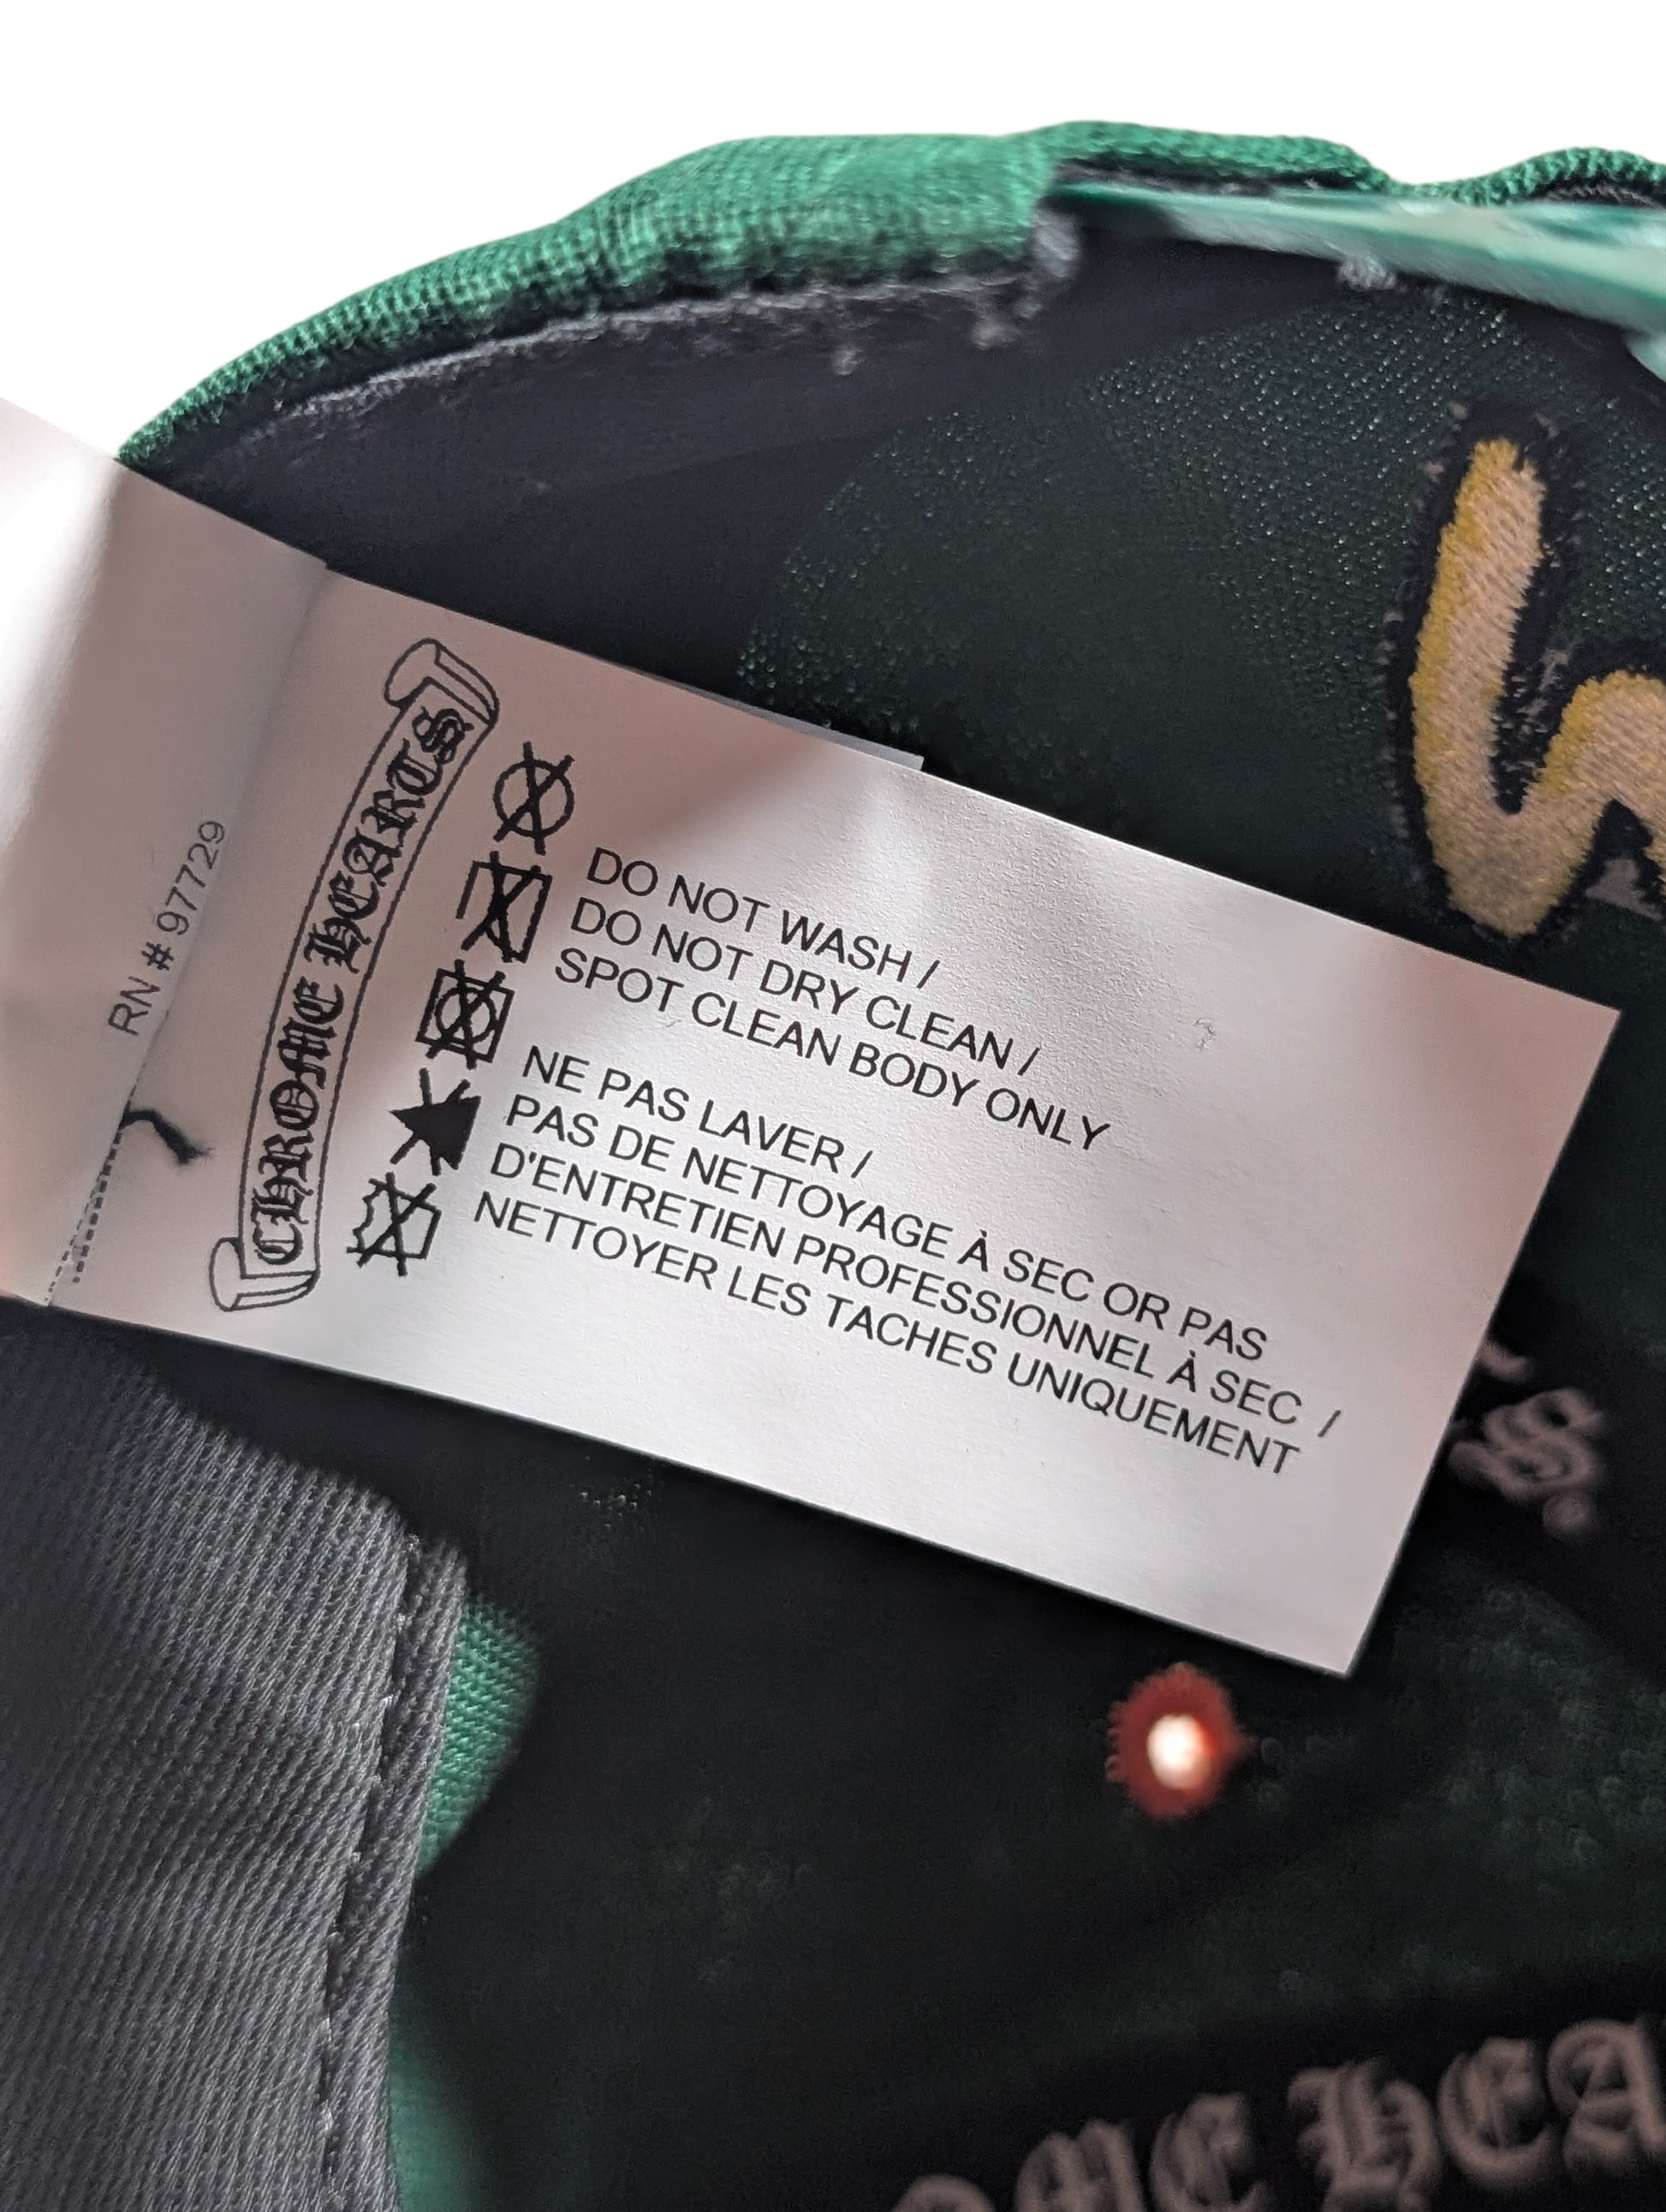 RN # 97729
CHROME HEARTS
DO NOT WASH /
DO NOT DRY CLEAN /
SPOT CLEAN BODY ONLY
NE PAS LAVER /
PAS DE NETTOYAGE À SEC OR PAS
D'ENTRETIEN PROFESSIONNEL À SEC /
NETTOYER LES TACHES UNIQUEMENT